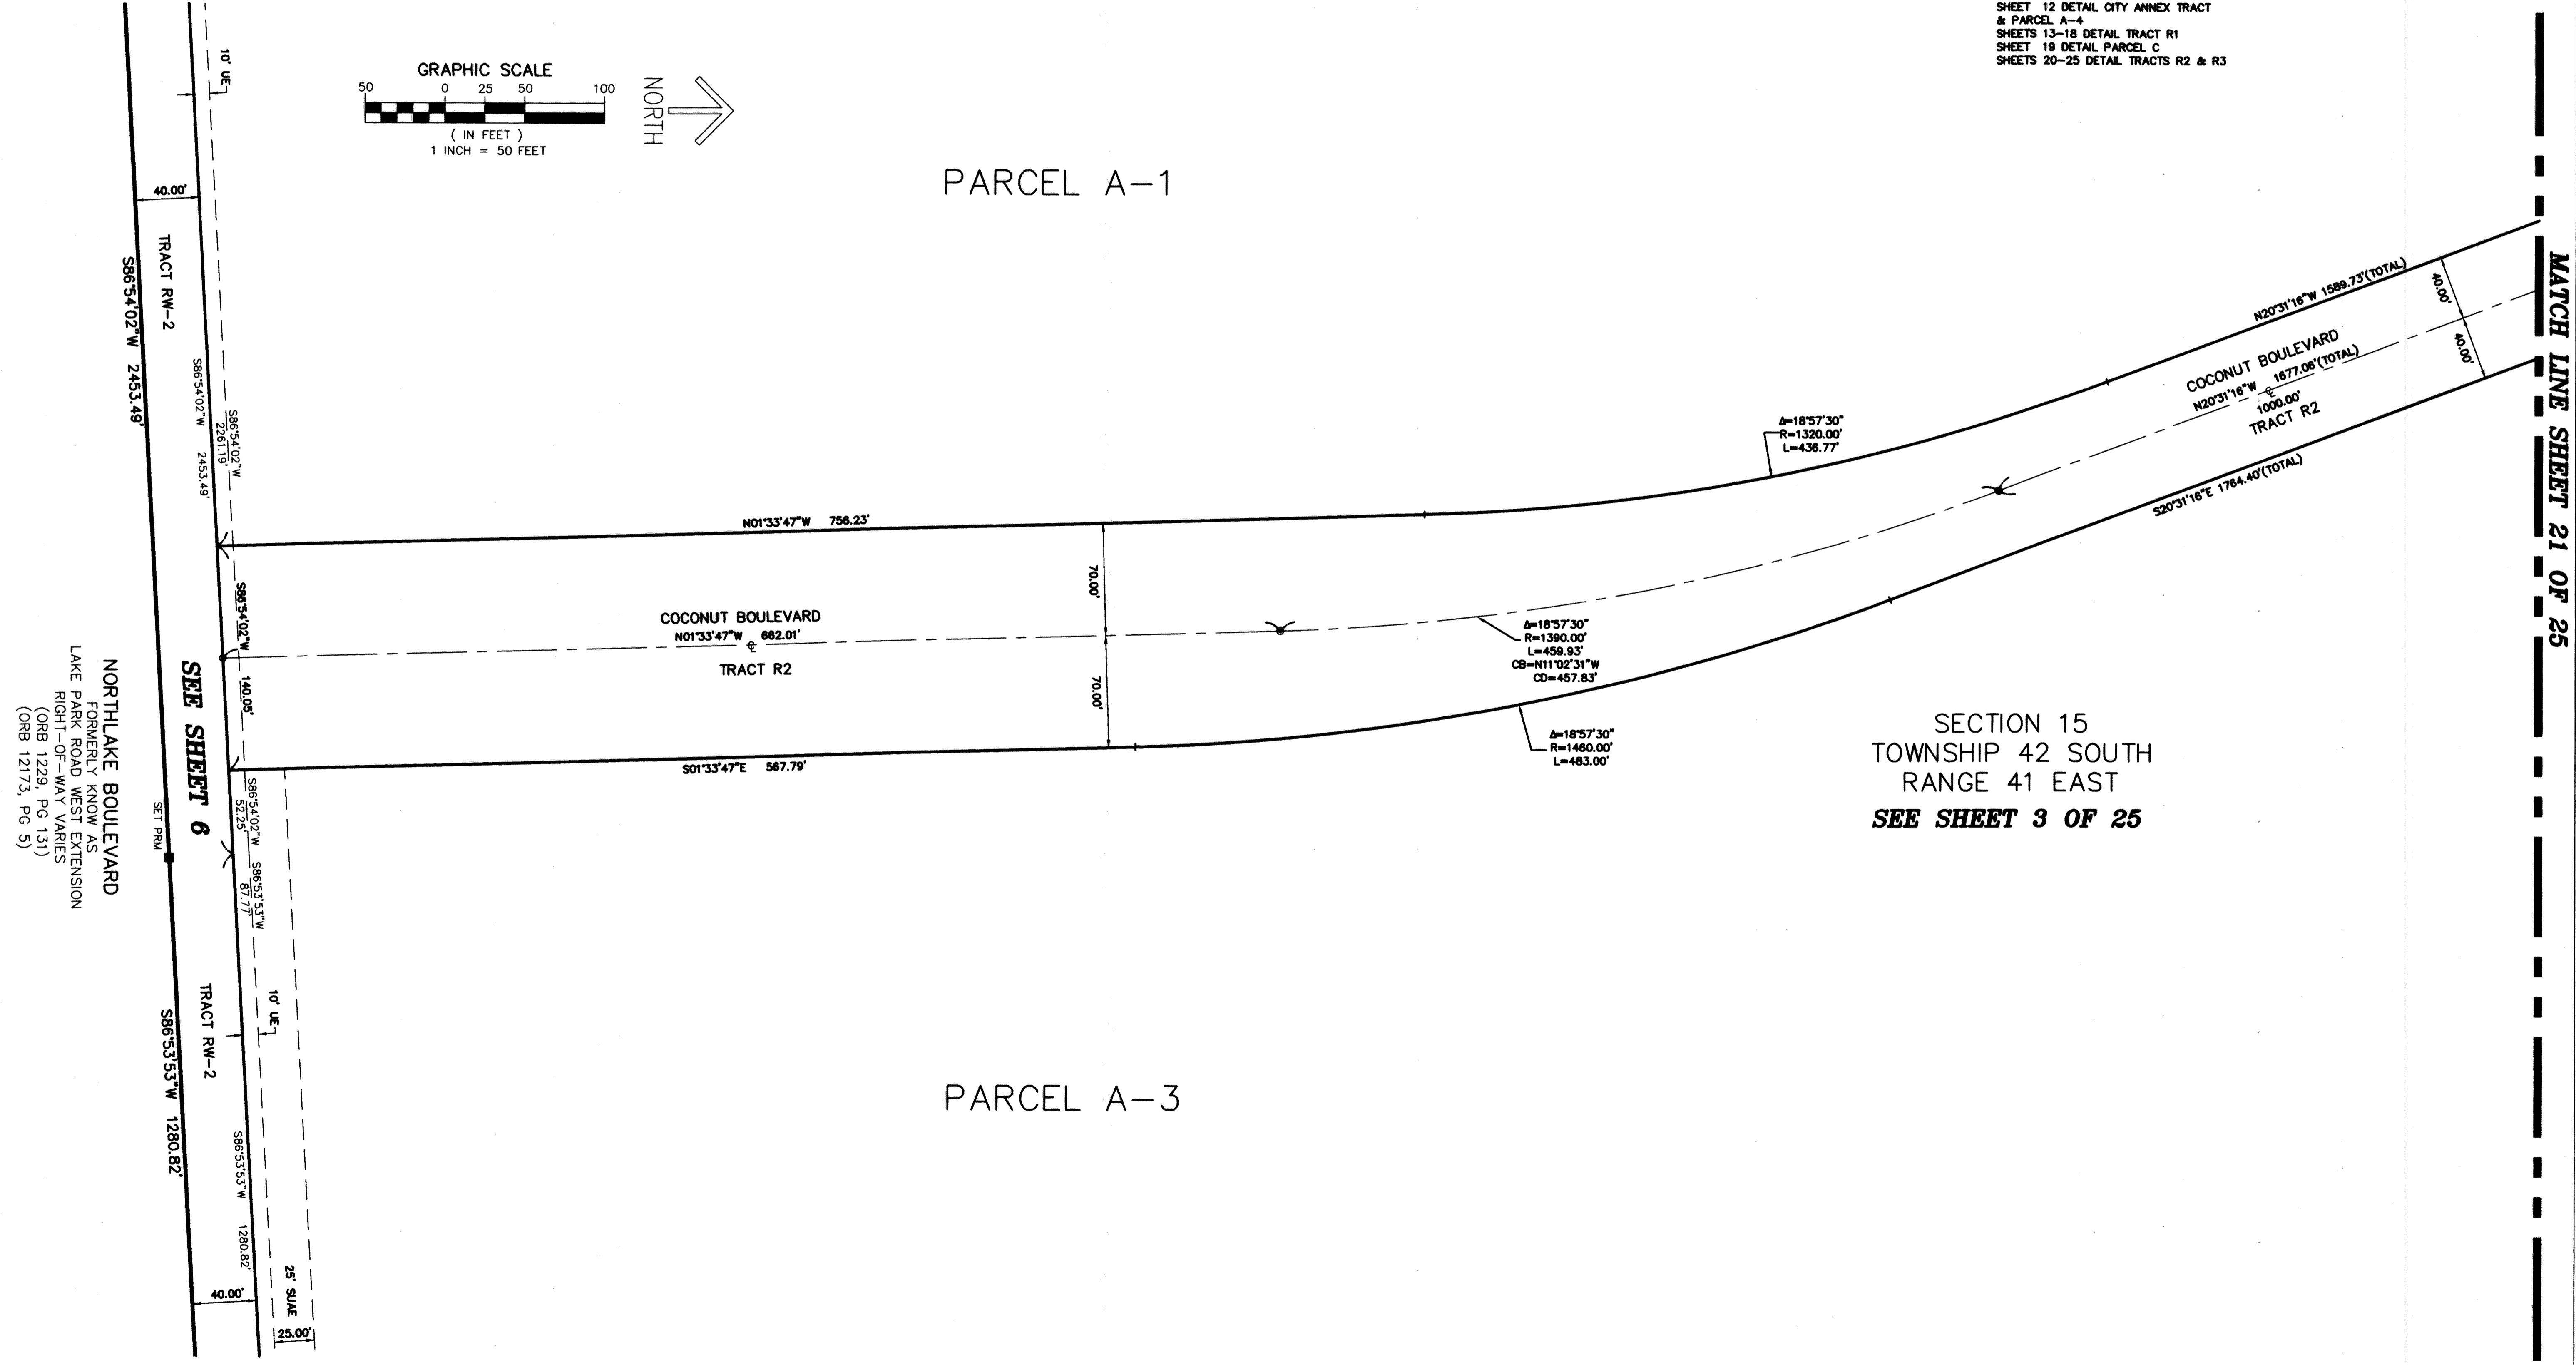 SHEET 12 DETAIL CITY ANNEX TRACT
& PARCEL A-4
SHEETS 13-18 DETAIL TRACT R1
SHEET 19 DETAIL PARCEL C
SHEETS 20-25 DETAIL TRACTS R2 & R3
GRAPHIC SCALE
50 0 25 50 100
( IN FEET )
1 INCH = 50 FEET
NORTH
PARCEL A-1
10' UE
40.00'
TRACT RW-2
S86°54'02"W 2453.49'
S86°54'02"W 2453.49'
S86°54'02"W
2261.19'
N01°33'47"W 756.23'
Δ=18°57'30"
R=1320.00'
L=436.77'
N20°31'16"W 1589.73'(TOTAL)
40.00'
40.00'
COCONUT BOULEVARD
N20°31'16"W 1677.06'(TOTAL)
℄
1000.00'
TRACT R2
S20°31'16"E 1764.40'(TOTAL)
MATCH LINE SHEET 21 OF 25
S86°54'02"W
140.05'
COCONUT BOULEVARD
N01°33'47"W 662.01'
℄
TRACT R2
70.00'
70.00'
Δ=18°57'30"
R=1390.00'
L=459.93'
CB=N11°02'31"W
CD=457.83'
S01°33'47"E 567.79'
Δ=18°57'30"
R=1460.00'
L=483.00'
SECTION 15
TOWNSHIP 42 SOUTH
RANGE 41 EAST
SEE SHEET 3 OF 25
SEE SHEET 6
NORTHLAKE BOULEVARD
FORMERLY KNOW AS
LAKE PARK ROAD WEST EXTENSION
RIGHT-OF-WAY VARIES
(ORB 1229, PG 131)
(ORB 12173, PG 5)
SET PRM
S86°54'02"W
52.25'
S86°53'53"W
87.77'
TRACT RW-2
10' UE
S86°53'53"W 1280.82'
S86°53'53"W 1280.82'
PARCEL A-3
40.00'
25' SUAE
25.00'